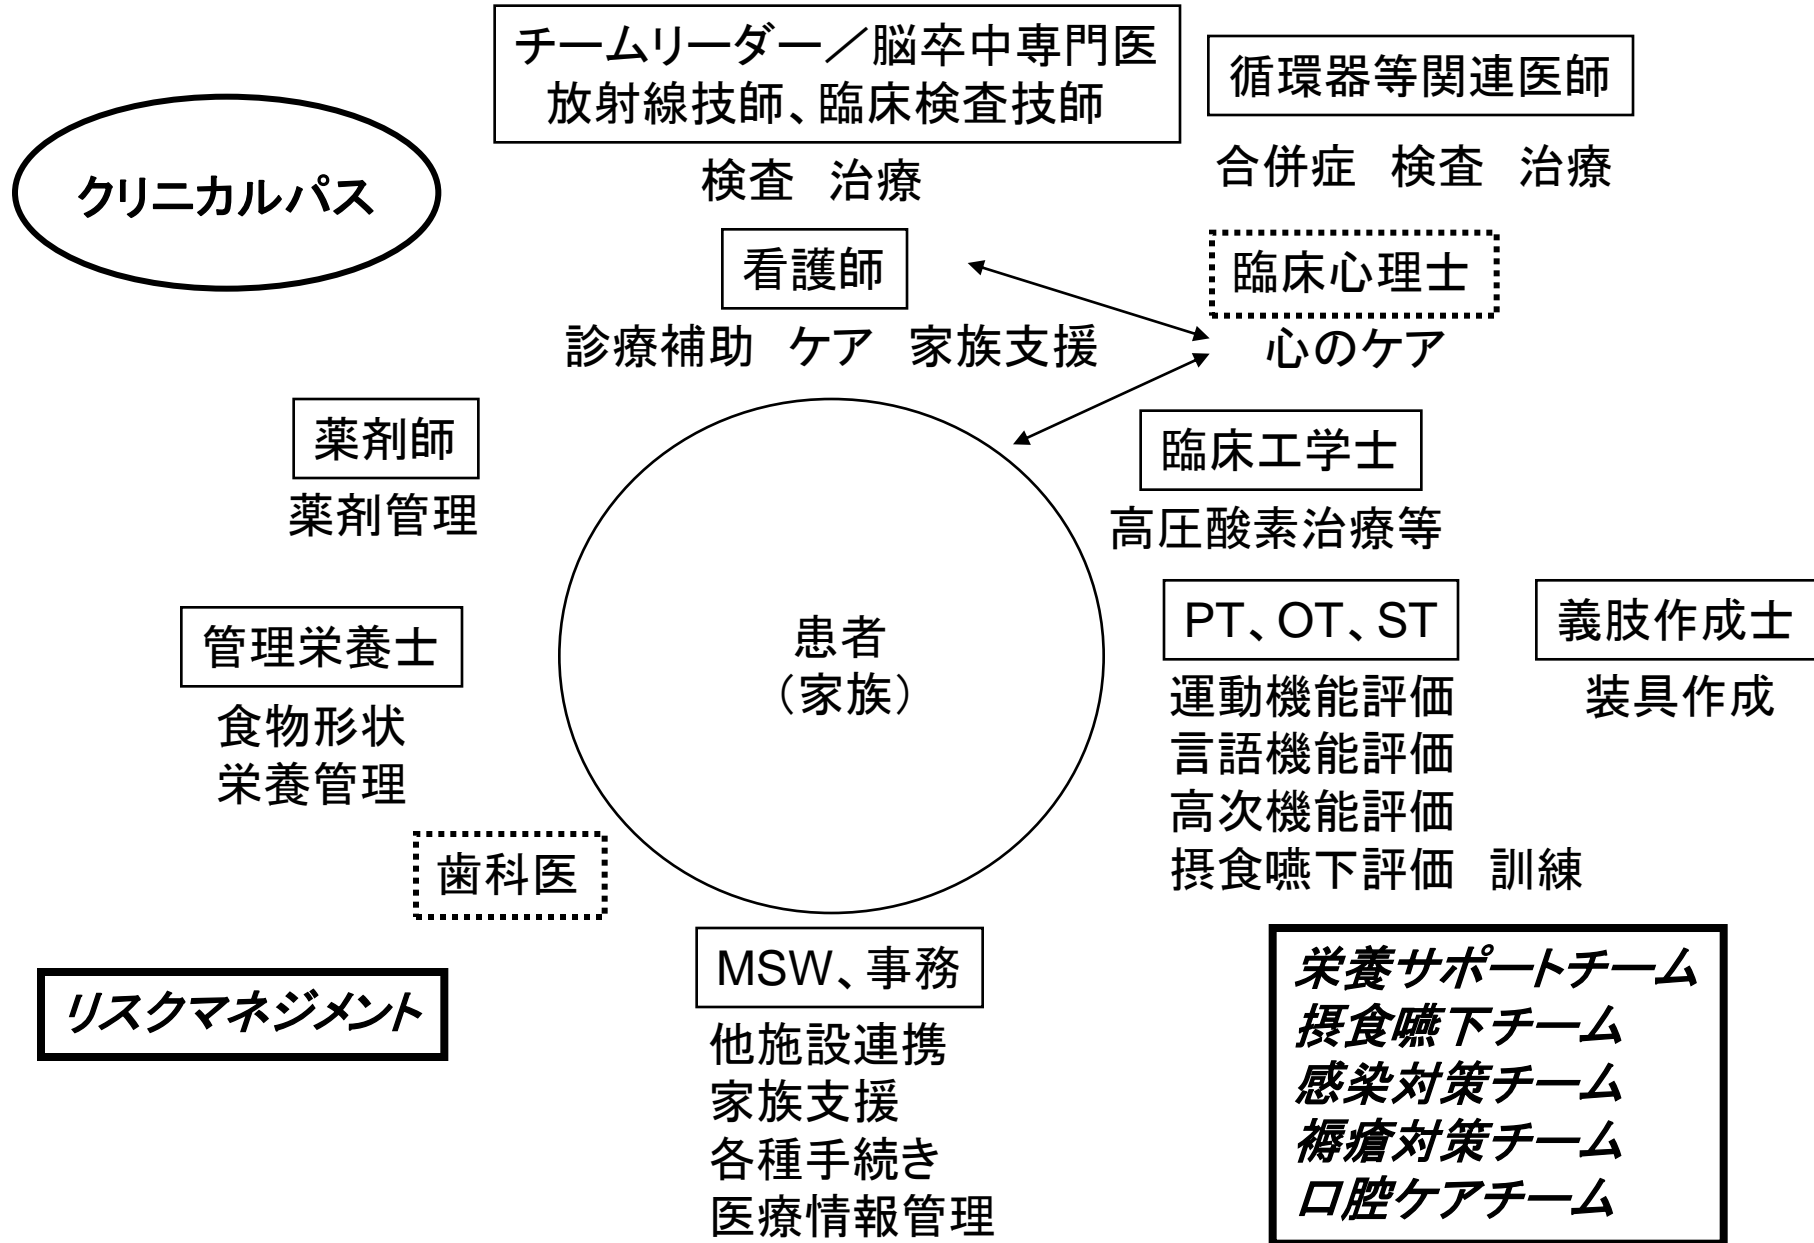 チームリーダー／脳卒中専門医
放射線技師、臨床検査技師
検査　治療
循環器等関連医師
合併症　検査　治療
クリニカルパス
看護師
診療補助　ケア　家族支援
臨床心理士
心のケア
薬剤師
薬剤管理
臨床工学士
高圧酸素治療等
管理栄養士
食物形状
栄養管理
患者
（家族）
PT、OT、ST
運動機能評価
言語機能評価
高次機能評価
摂食嚥下評価　訓練
義肢作成士
装具作成
歯科医
リスクマネジメント
MSW、事務
他施設連携
家族支援
各種手続き
医療情報管理
栄養サポートチーム
摂食嚥下チーム
感染対策チーム
褥瘡対策チーム
口腔ケアチーム